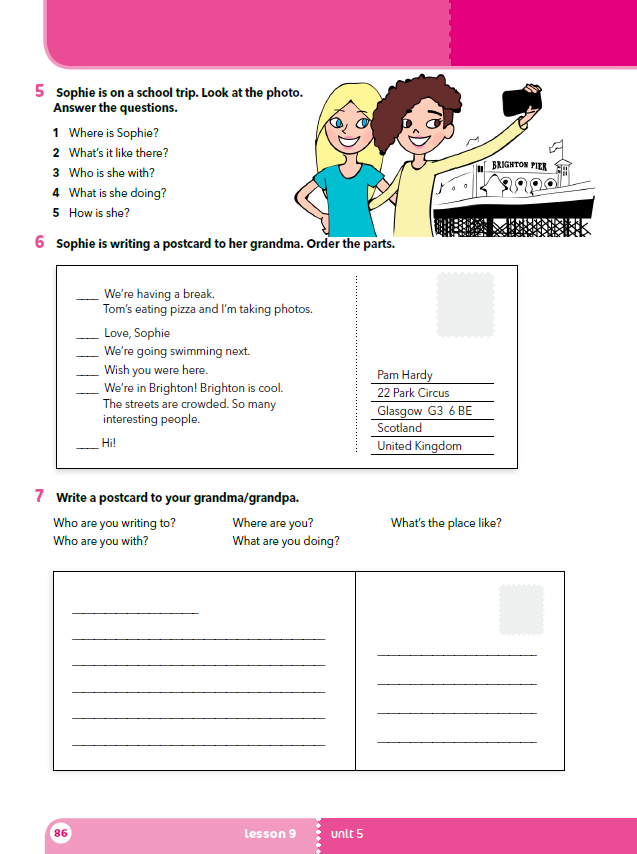 5 Sophie is on a school trip. Look at the photo.
Answer the questions.
1 Where is Sophie?
2 What's it like there?
3 Who is she with?
4 What is she doing?
5 How is she?
BRIGHTON PIER
6 Sophie is writing a postcard to her grandma. Order the parts.
____ We're having a break.
Tom's eating pizza and I'm taking photos.
____ Love, Sophie
____ We're going swimming next.
____ Wish you were here.
____ We're in Brighton! Brighton is cool.
The streets are crowded. So many
interesting people.
____ Hi!
Pam Hardy
22 Park Circus
Glasgow G3 6 BE
Scotland
United Kingdom
7 Write a postcard to your grandma/grandpa.
Who are you writing to? Where are you? What's the place like?
Who are you with? What are you doing?
86 lesson 9 unit 5